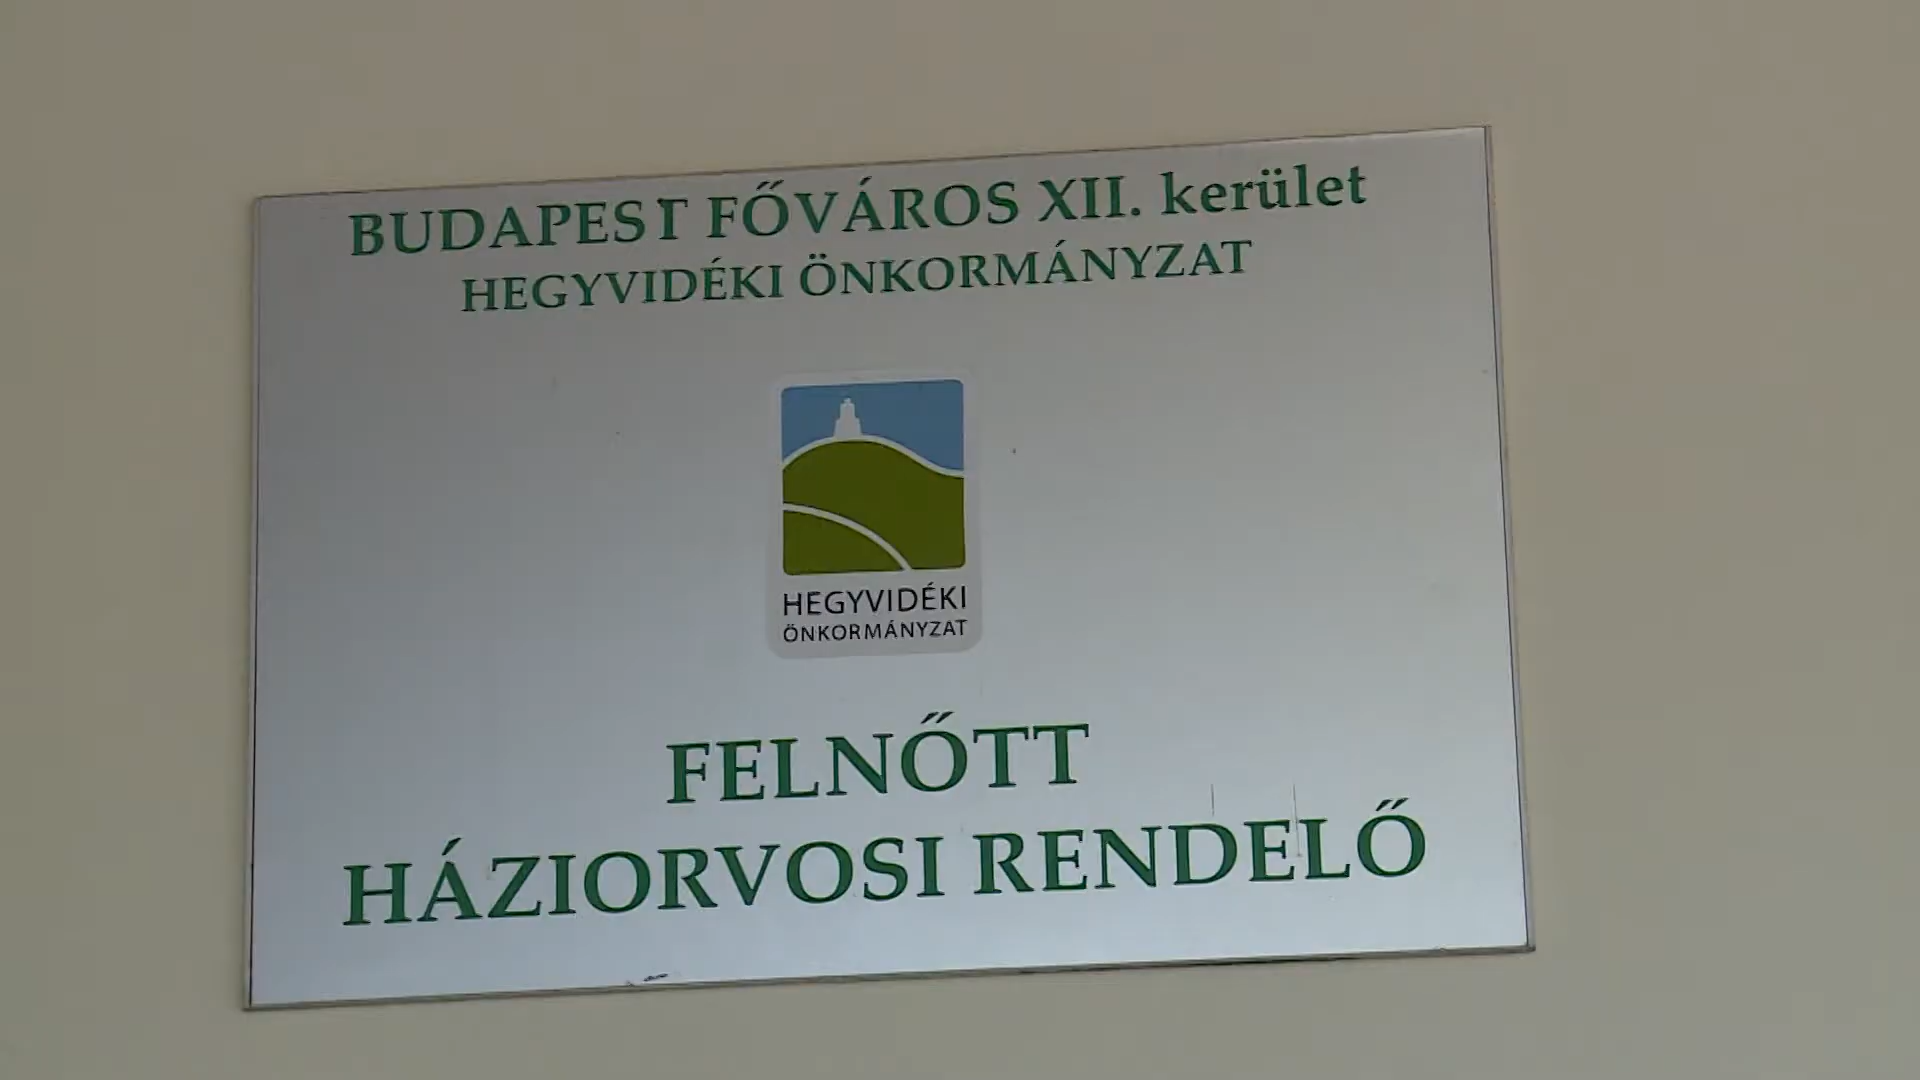 BUDAPEST FŐVÁROS XII. kerület
HEGYVIDÉKI ÖNKORMÁNYZAT
HEGYVIDÉKI
ÖNKORMÁNYZAT
FELNŐTT
HÁZIORVOSI RENDELŐ